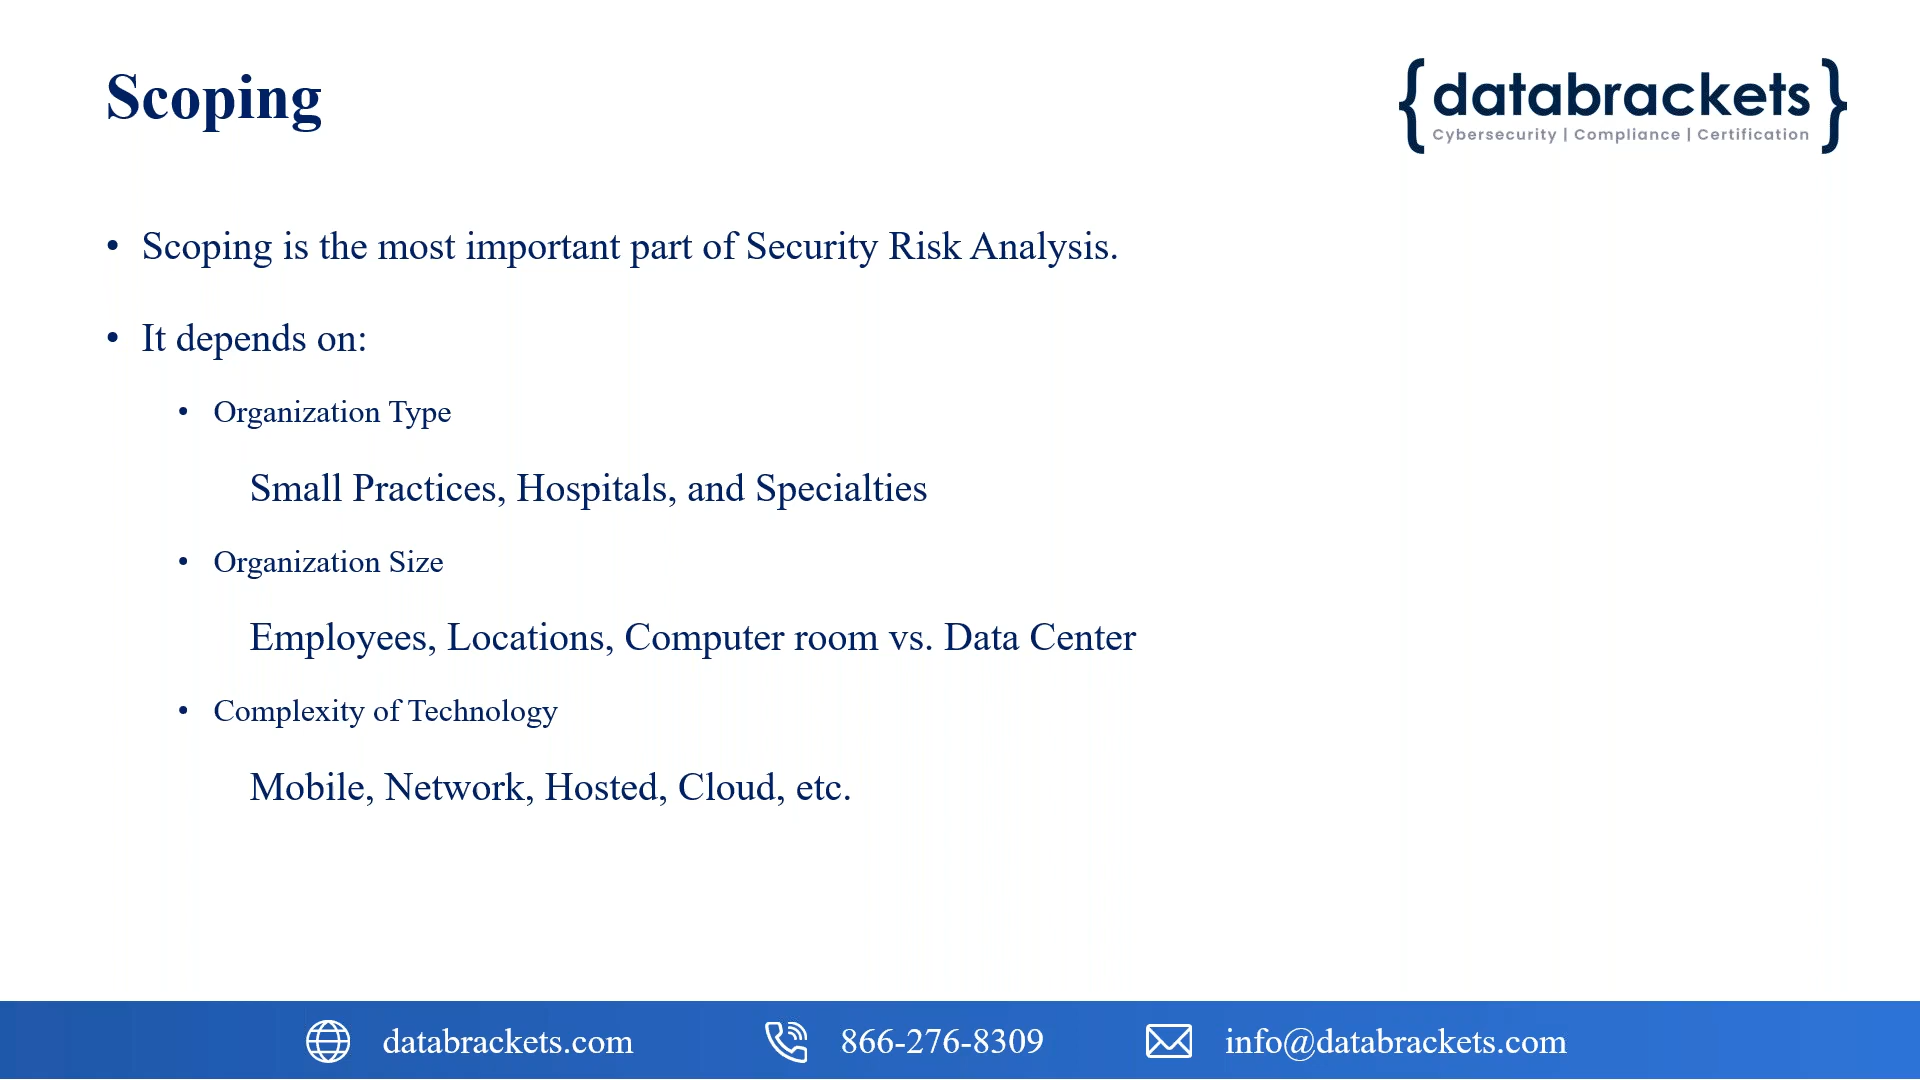 Scoping
{databrackets}
Cybersecurity | Compliance | Certification
• Scoping is the most important part of Security Risk Analysis.
• It depends on:
• Organization Type
Small Practices, Hospitals, and Specialties
• Organization Size
Employees, Locations, Computer room vs. Data Center
• Complexity of Technology
Mobile, Network, Hosted, Cloud, etc.
databrackets.com 866-276-8309 info@databrackets.com